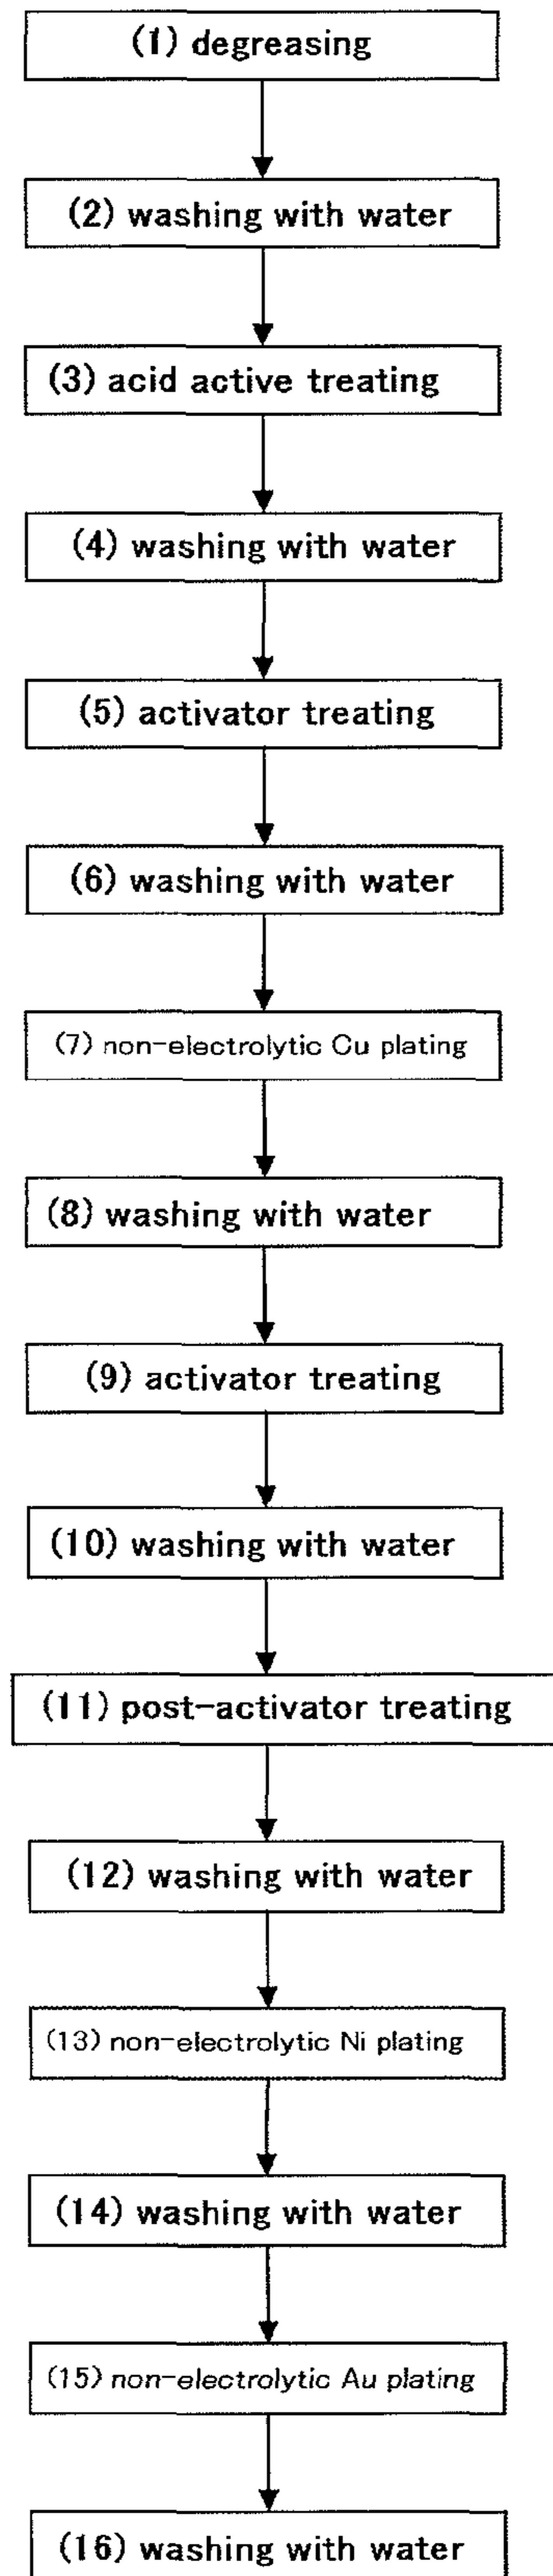 (1) degreasing
(2) washing with water
(3) acid active treating
(4) washing with water
(5) activator treating
(6) washing with water
(7) non-electrolytic Cu plating
(8) washing with water
(9) activator treating
(10) washing with water
(11) post-activator treating
(12) washing with water
(13) non-electrolytic Ni plating
(14) washing with water
(15) non-electrolytic Au plating
(16) washing with water